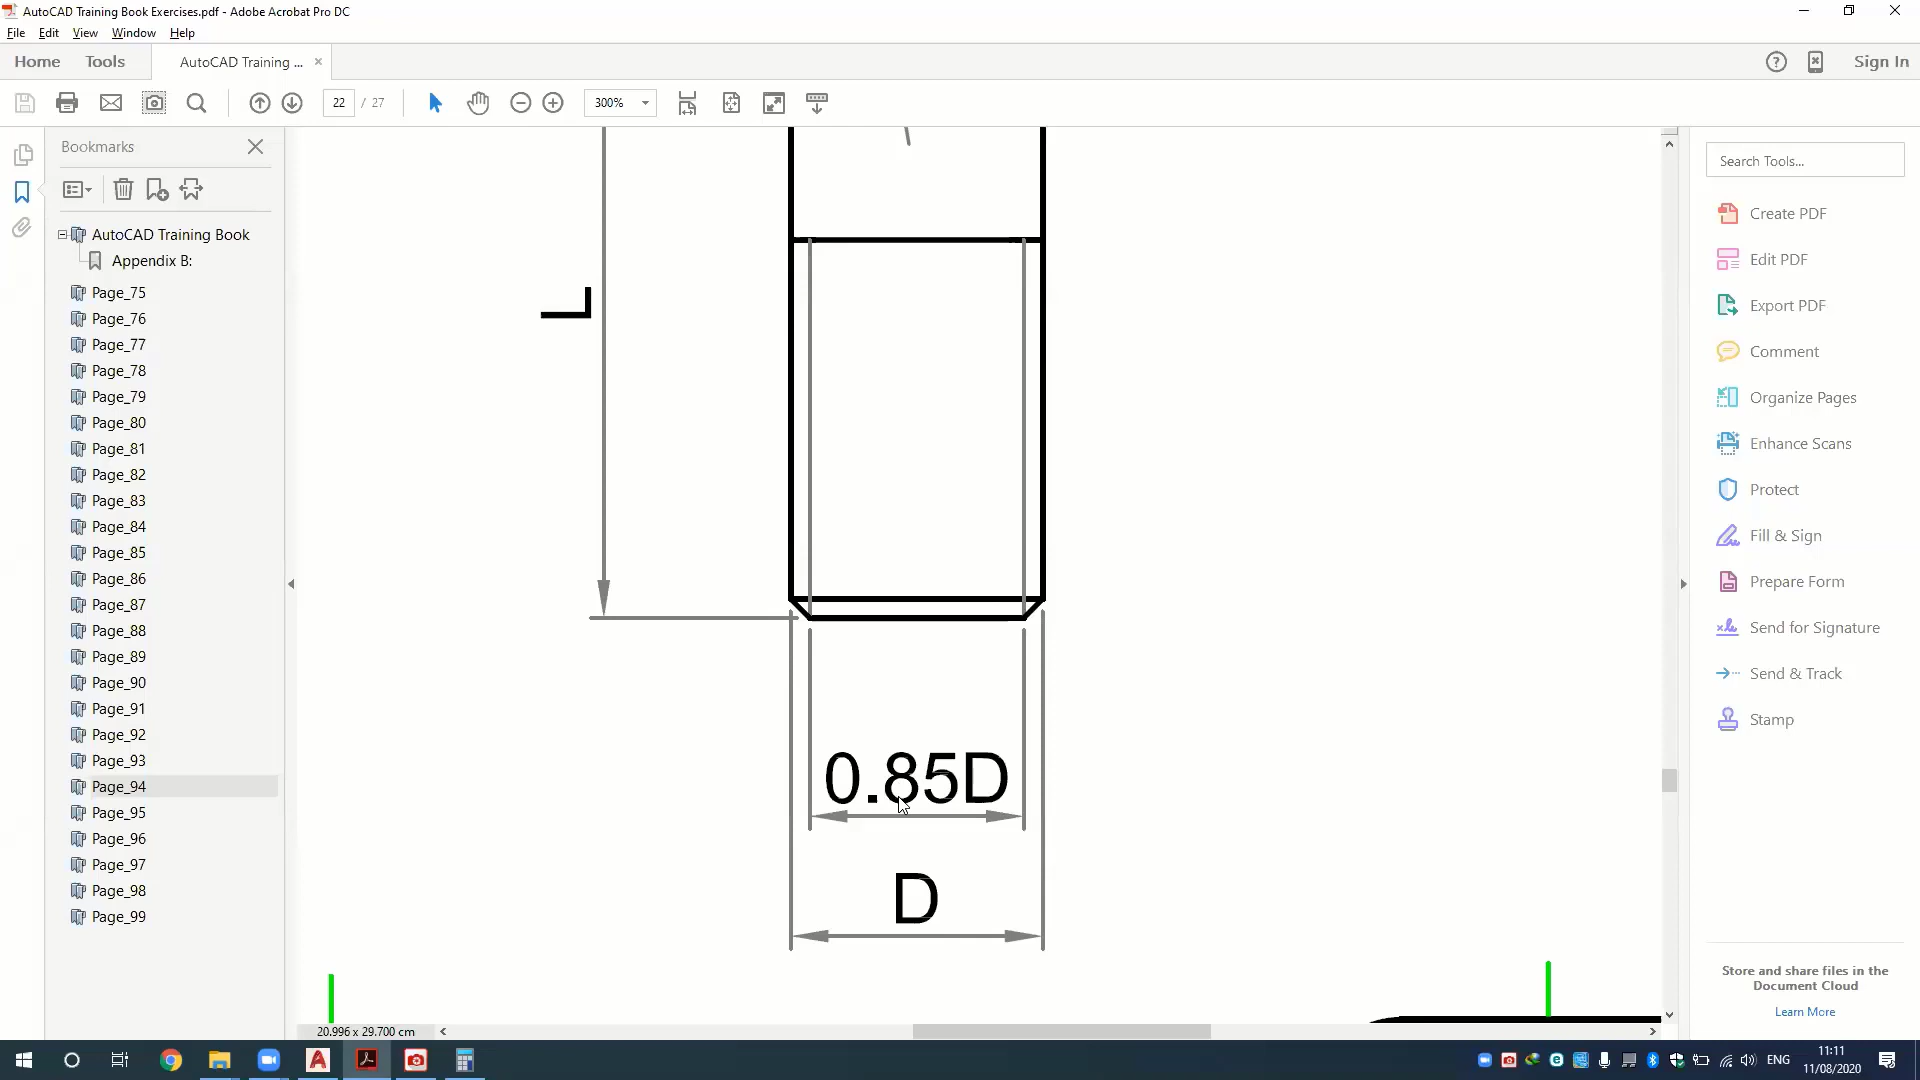 AutoCAD Training Book Exercises.pdf - Adobe Acrobat Pro DC
File Edit View Window Help
Home Tools AutoCAD Training ... × Sign In
22 / 27 300%
Bookmarks
AutoCAD Training Book
Appendix B:
Page_75
Page_76
Page_77
Page_78
Page_79
Page_80
Page_81
Page_82
Page_83
Page_84
Page_85
Page_86
Page_87
Page_88
Page_89
Page_90
Page_91
Page_92
Page_93
Page_94
Page_95
Page_96
Page_97
Page_98
Page_99
L
0.85D
D
20.996 x 29.700 cm
Search Tools...
Create PDF
Edit PDF
Export PDF
Comment
Organize Pages
Enhance Scans
Protect
Fill & Sign
Prepare Form
Send for Signature
Send & Track
Stamp
Store and share files in the
Document Cloud
Learn More
ENG
11:11
11/08/2020